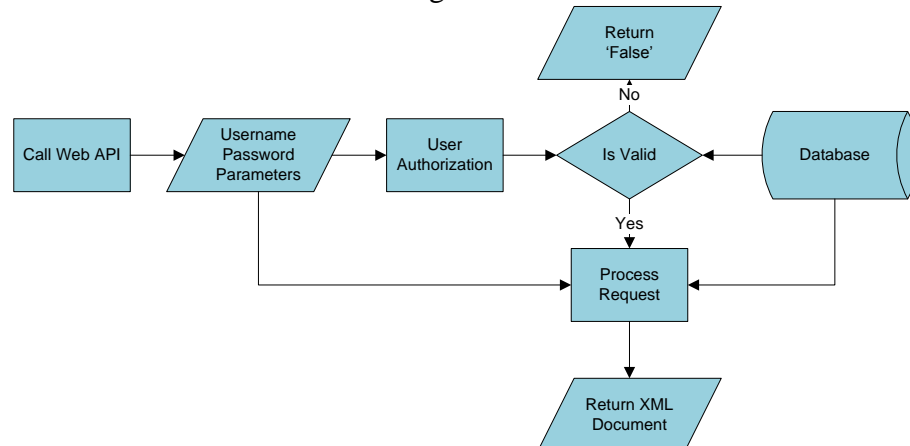 Return
'False'
No
Call Web API
Username
Password
Parameters
User
Authorization
Is Valid
Database
Yes
Process
Request
Return XML
Document